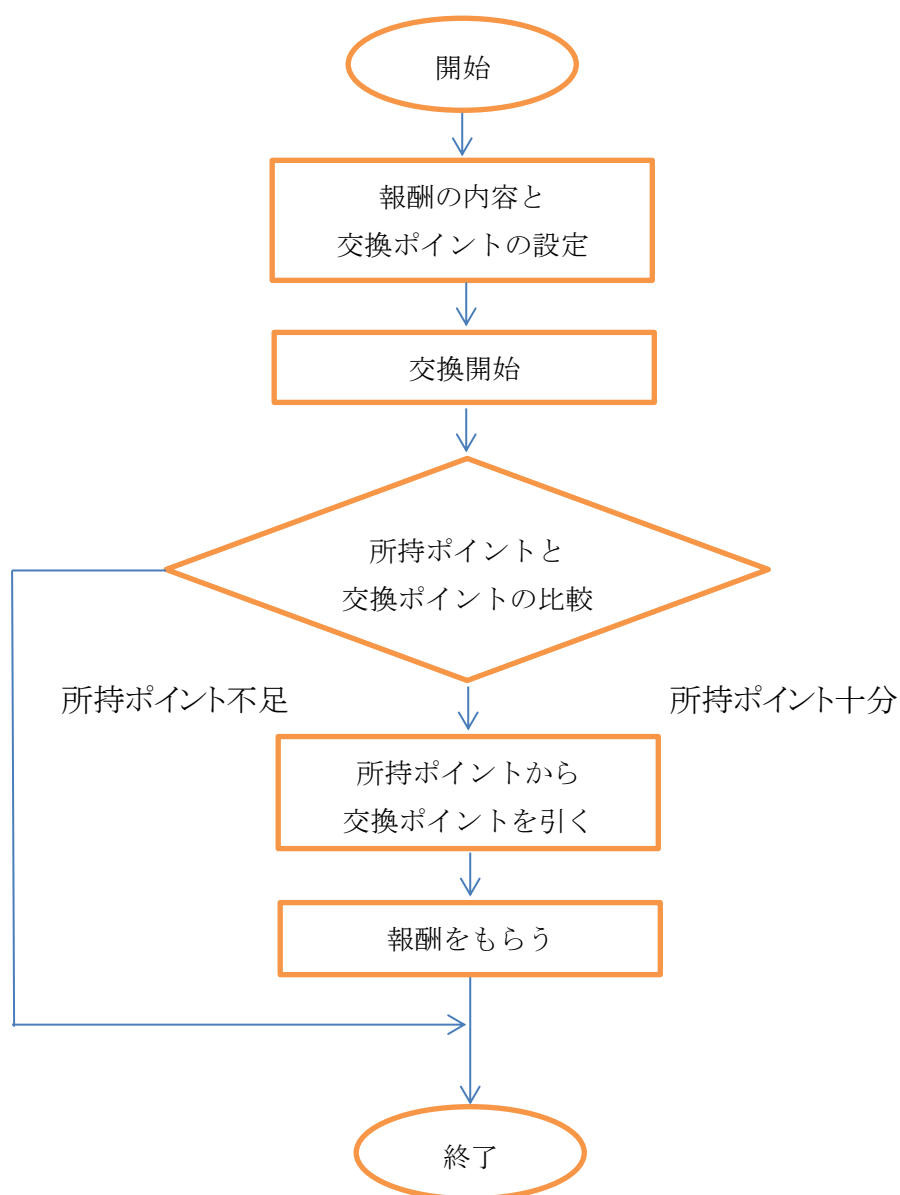 開始
報酬の内容と
交換ポイントの設定
交換開始
所持ポイントと
交換ポイントの比較
所持ポイント不足
所持ポイント十分
所持ポイントから
交換ポイントを引く
報酬をもらう
終了